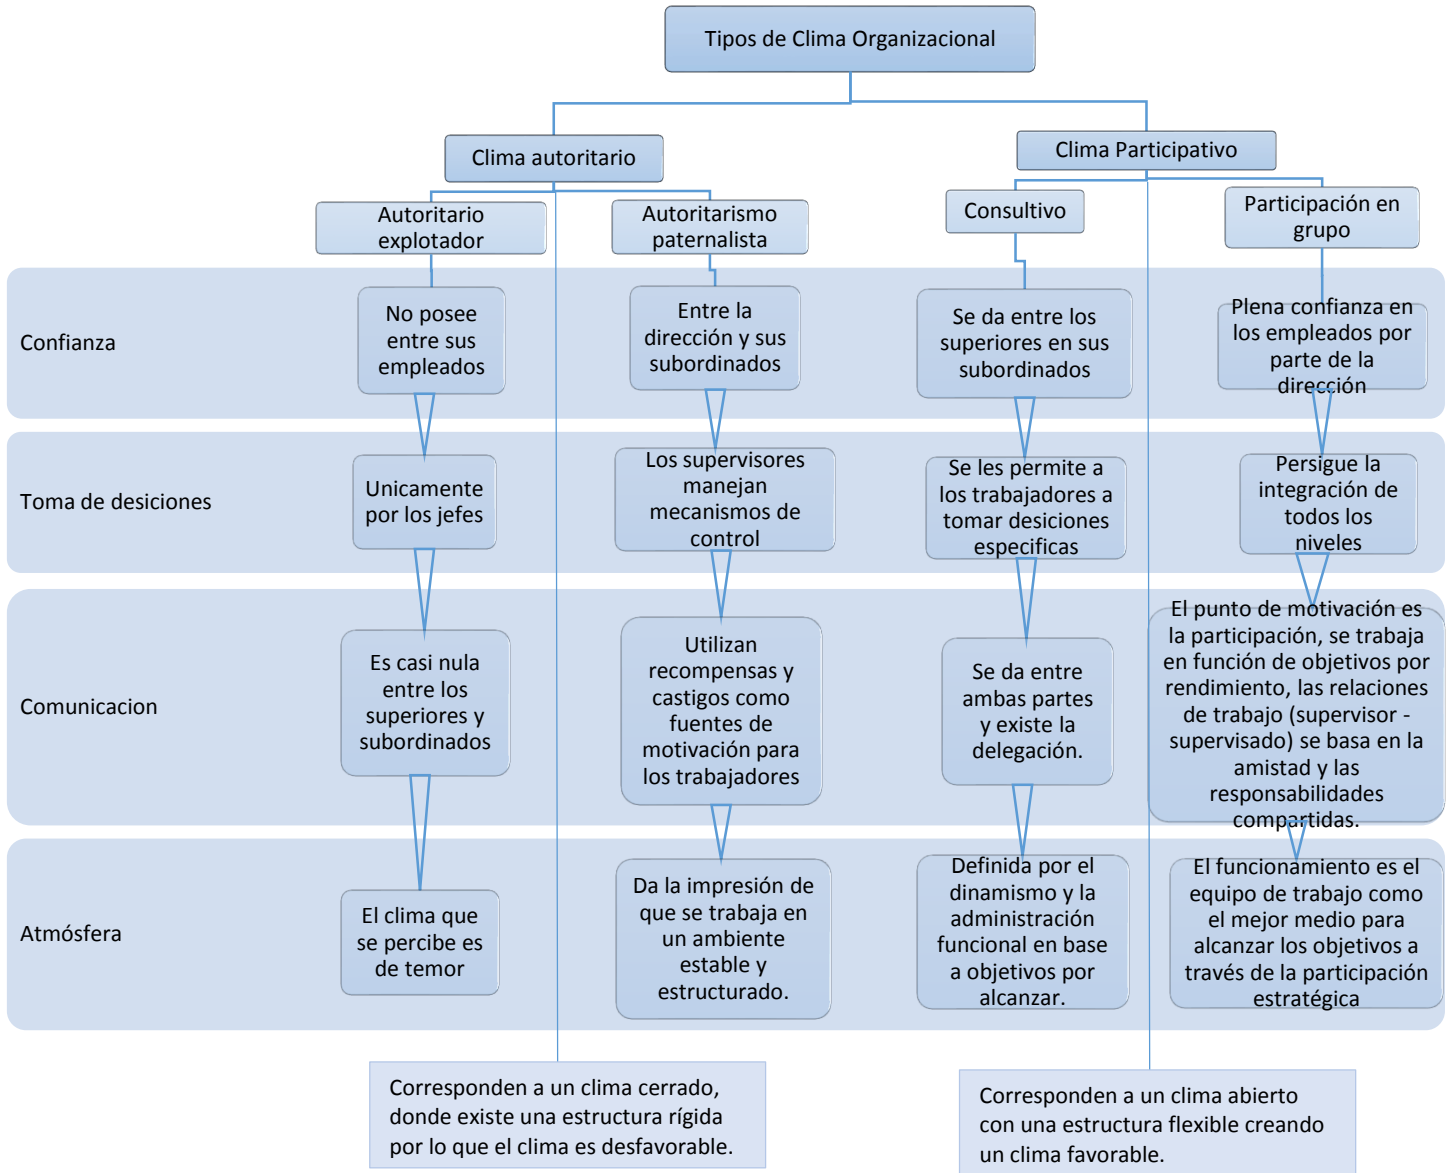 Tipos de Clima Organizacional
Clima autoritario
Clima Participativo
Autoritario
explotador
Autoritarismo
paternalista
Consultivo
Participación en
grupo
Confianza
No posee
entre sus
empleados
Entre la
dirección y sus
subordinados
Se da entre los
superiores en sus
subordinados
Plena confianza en
los empleados por
parte de la
dirección
Toma de desiciones
Unicamente
por los jefes
Los supervisores
manejan
mecanismos de
control
Se les permite a
los trabajadores a
tomar desiciones
especificas
Persigue la
integración de
todos los
niveles
Comunicacion
Es casi nula
entre los
superiores y
subordinados
Utilizan
recompensas y
castigos como
fuentes de
motivación para
los trabajadores
Se da entre
ambas partes
y existe la
delegación.
El punto de motivación es
la participación, se trabaja
en función de objetivos por
rendimiento, las relaciones
de trabajo (supervisor -
supervisado) se basa en la
amistad y las
responsabilidades
compartidas.
Atmósfera
El clima que
se percibe es
de temor
Da la impresión de
que se trabaja en
un ambiente
estable y
estructurado.
Definida por el
dinamismo y la
administración
funcional en base
a objetivos por
alcanzar.
El funcionamiento es el
equipo de trabajo como
el mejor medio para
alcanzar los objetivos a
través de la participación
estratégica
Corresponden a un clima cerrado,
donde existe una estructura rígida
por lo que el clima es desfavorable.
Corresponden a un clima abierto
con una estructura flexible creando
un clima favorable.